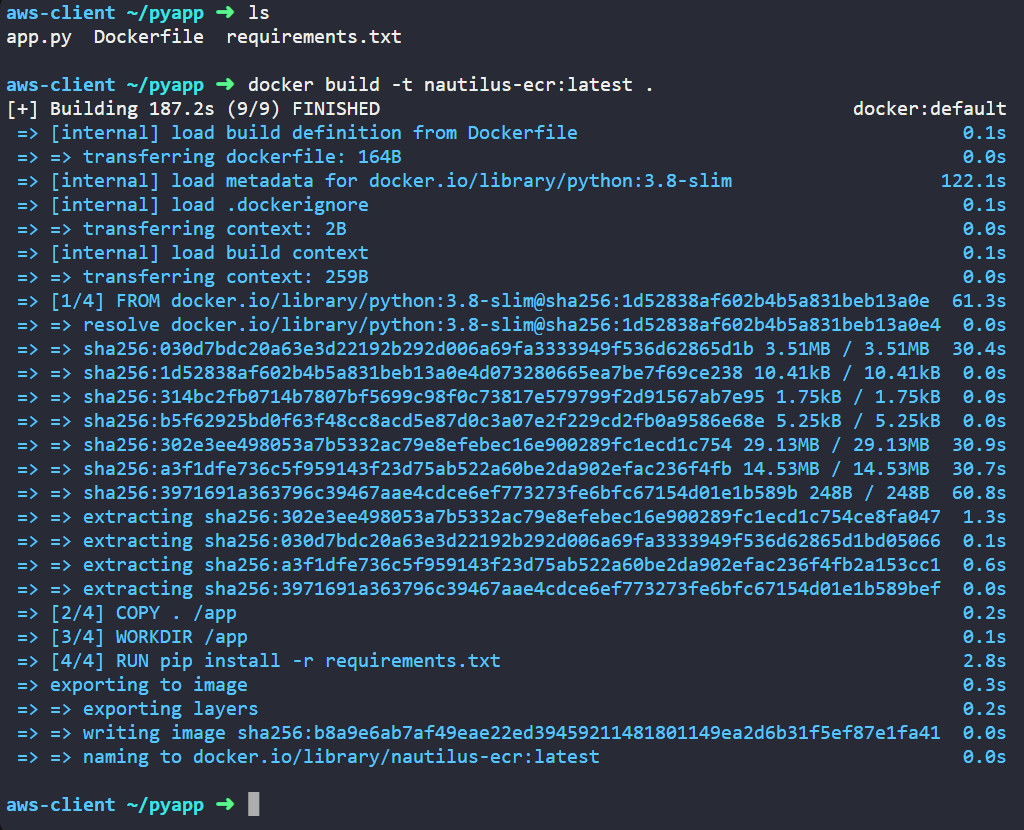 aws-client ~/pyapp ➜ ls
app.py  Dockerfile  requirements.txt
aws-client ~/pyapp ➜ docker build -t nautilus-ecr:latest .
[+] Building 187.2s (9/9) FINISHED docker:default
=> [internal] load build definition from Dockerfile 0.1s
=> => transferring dockerfile: 164B 0.0s
=> [internal] load metadata for docker.io/library/python:3.8-slim 122.1s
=> [internal] load .dockerignore 0.1s
=> => transferring context: 2B 0.0s
=> [internal] load build context 0.1s
=> => transferring context: 259B 0.0s
=> [1/4] FROM docker.io/library/python:3.8-slim@sha256:1d52838af602b4b5a831beb13a0e 61.3s
=> => resolve docker.io/library/python:3.8-slim@sha256:1d52838af602b4b5a831beb13a0e4 0.0s
=> => sha256:030d7bdc20a63e3d22192b292d006a69fa3333949f536d62865d1b 3.51MB / 3.51MB 30.4s
=> => sha256:1d52838af602b4b5a831beb13a0e4d073280665ea7be7f69ce238 10.41kB / 10.41kB 0.0s
=> => sha256:314bc2fb0714b7807bf5699c98f0c73817e579799f2d91567ab7e95 1.75kB / 1.75kB 0.0s
=> => sha256:b5f62925bd0f63f48cc8acd5e87d0c3a07e2f229cd2fb0a9586e68e 5.25kB / 5.25kB 0.0s
=> => sha256:302e3ee498053a7b5332ac79e8efebec16e900289fc1ecd1c754 29.13MB / 29.13MB 30.9s
=> => sha256:a3f1dfe736c5f959143f23d75ab522a60be2da902efac236f4fb 14.53MB / 14.53MB 30.7s
=> => sha256:3971691a363796c39467aae4cdce6ef773273fe6bfc67154d01e1b589b 248B / 248B 60.8s
=> => extracting sha256:302e3ee498053a7b5332ac79e8efebec16e900289fc1ecd1c754ce8fa047 1.3s
=> => extracting sha256:030d7bdc20a63e3d22192b292d006a69fa3333949f536d62865d1bd05066 0.1s
=> => extracting sha256:a3f1dfe736c5f959143f23d75ab522a60be2da902efac236f4fb2a153cc1 0.6s
=> => extracting sha256:3971691a363796c39467aae4cdce6ef773273fe6bfc67154d01e1b589bef 0.0s
=> [2/4] COPY . /app 0.2s
=> [3/4] WORKDIR /app 0.1s
=> [4/4] RUN pip install -r requirements.txt 2.8s
=> exporting to image 0.3s
=> => exporting layers 0.2s
=> => writing image sha256:b8a9e6ab7af49eae22ed39459211481801149ea2d6b31f5ef87e1fa41 0.0s
=> => naming to docker.io/library/nautilus-ecr:latest 0.0s
aws-client ~/pyapp ➜